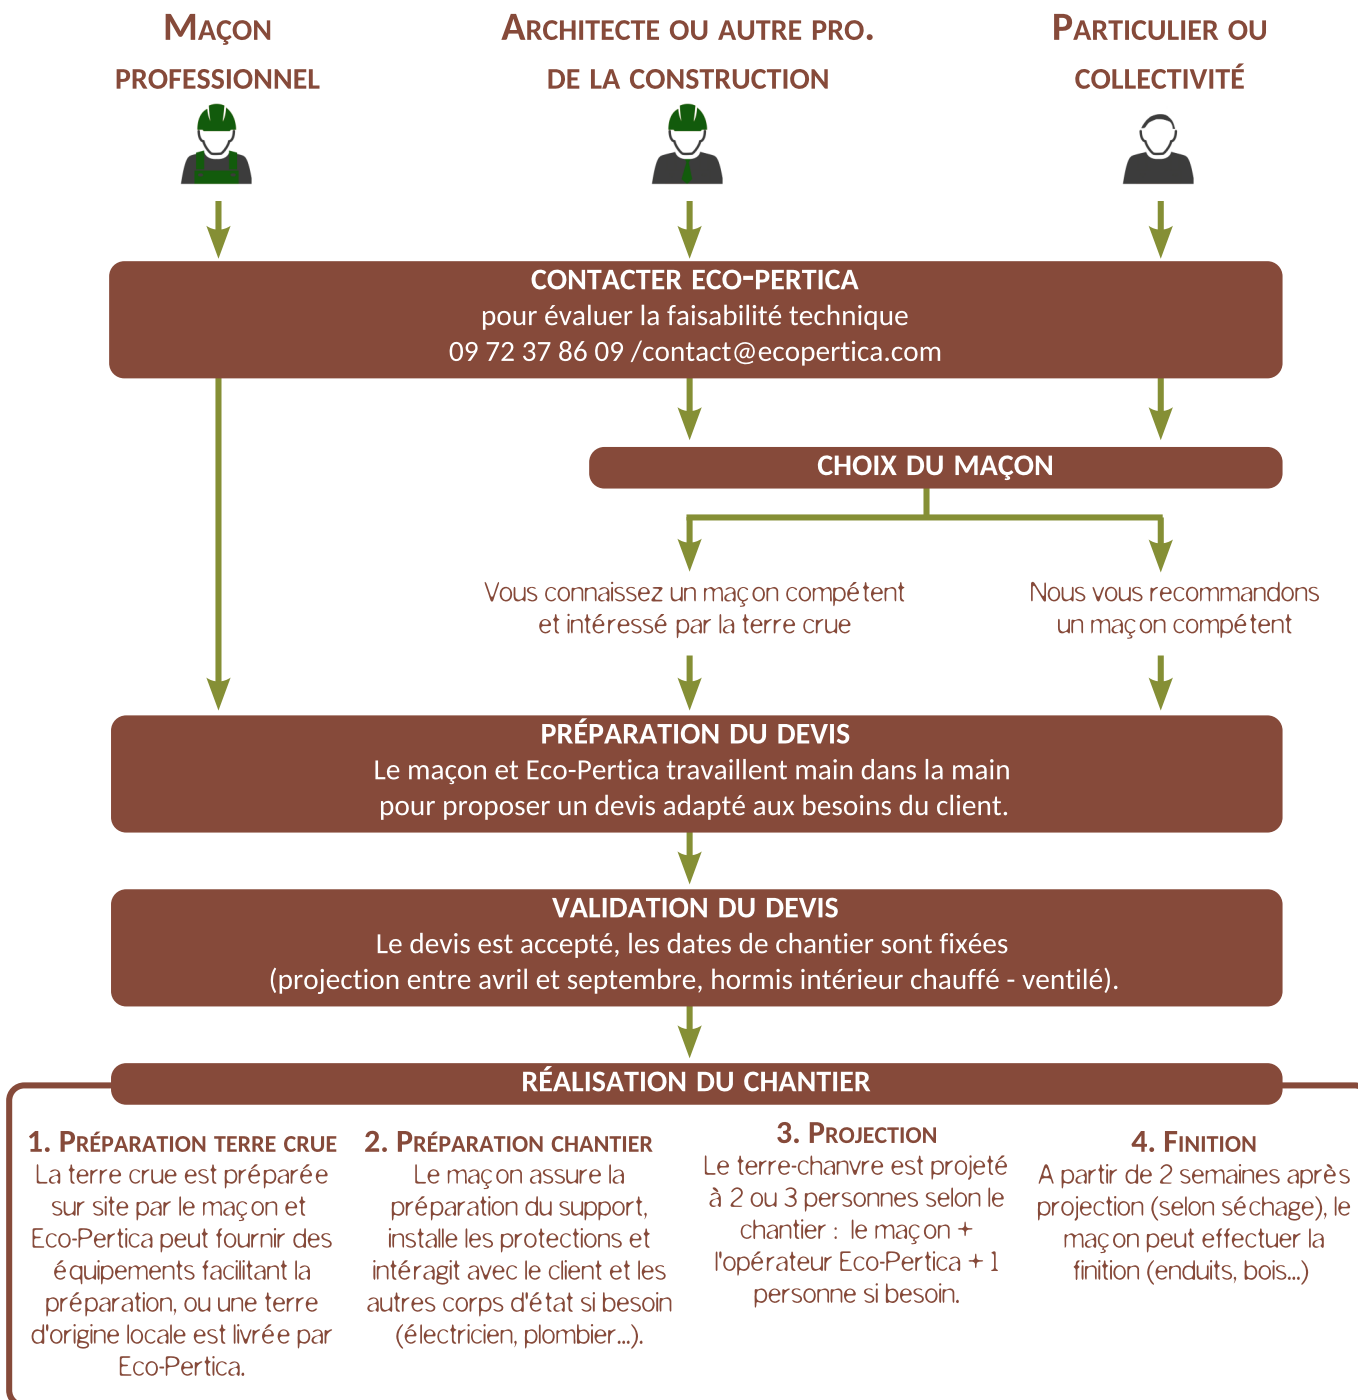 Maçon
professionnel
Architecte ou autre pro.
de la construction
Particulier ou
collectivité
contacter eco-pertica
pour évaluer la faisabilité technique
09 72 37 86 09 /contact@ecopertica.com
choix du maçon
Vous connaissez un maçon compétent
et intéressé par la terre crue
Nous vous recommandons
un maçon compétent
préparation du devis
Le maçon et Eco-Pertica travaillent main dans la main
pour proposer un devis adapté aux besoins du client.
validation du devis
Le devis est accepté, les dates de chantier sont fixées
(projection entre avril et septembre, hormis intérieur chauffé - ventilé).
réalisation du chantier
1. Préparation terre crue
La terre crue est préparée
sur site par le maçon et
Eco-Pertica peut fournir des
équipements facilitant la
préparation, ou une terre
d'origine locale est livrée par
Eco-Pertica.
2. Préparation chantier
Le maçon assure la
préparation du support,
installe les protections et
intéragit avec le client et les
autres corps d'état si besoin
(électricien, plombier...).
3. Projection
Le terre-chanvre est projeté
à 2 ou 3 personnes selon le
chantier : le maçon +
l'opérateur Eco-Pertica + 1
personne si besoin.
4. Finition
A partir de 2 semaines après
projection (selon séchage), le
maçon peut effectuer la
finition (enduits, bois...)